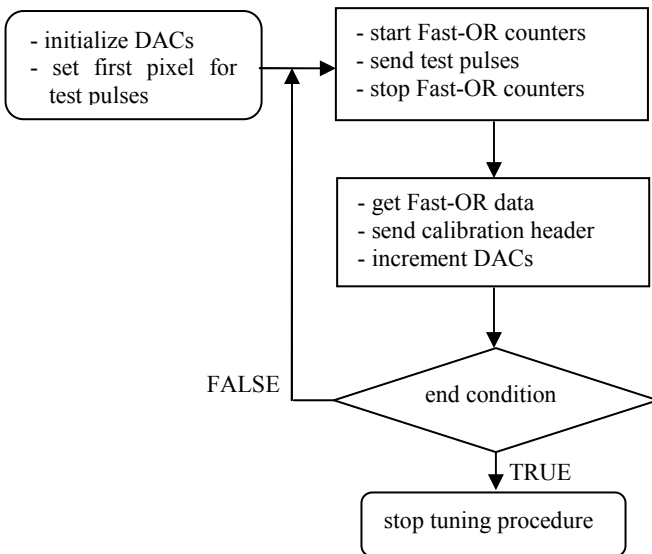 - initialize DACs
- set first pixel for
test pulses
- start Fast-OR counters
- send test pulses
- stop Fast-OR counters
- get Fast-OR data
- send calibration header
- increment DACs
end condition
FALSE
TRUE
stop tuning procedure